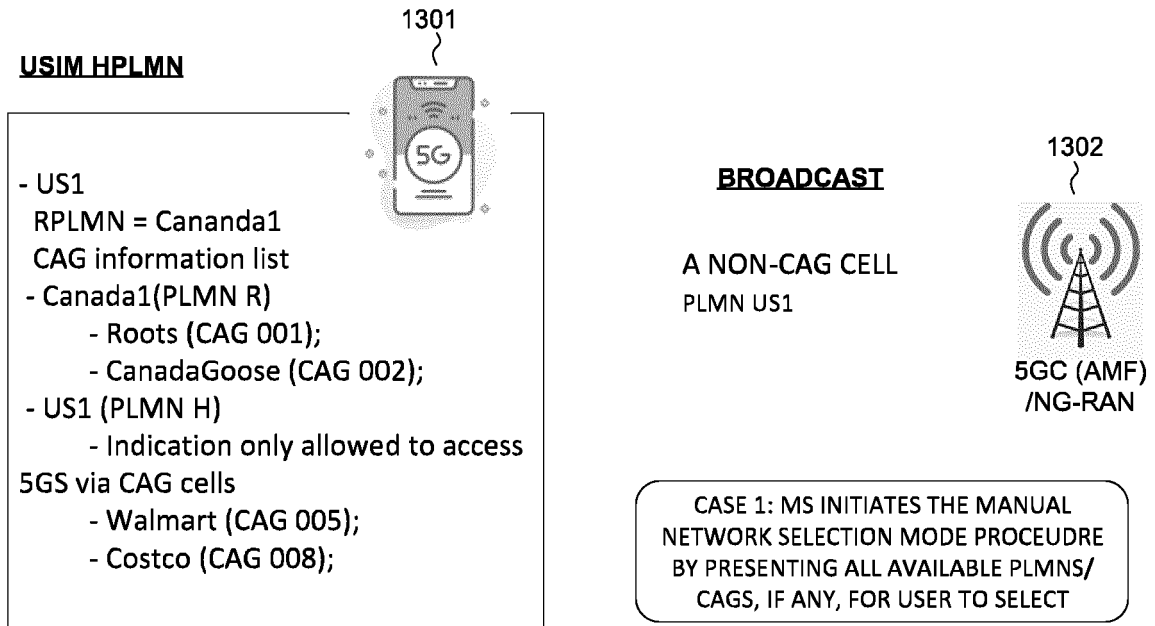 1301
USIM HPLMN
5G
- US1
RPLMN = Cananda1
CAG information list
- Canada1(PLMN R)
- Roots (CAG 001);
- CanadaGoose (CAG 002);
- US1 (PLMN H)
- Indication only allowed to access
5GS via CAG cells
- Walmart (CAG 005);
- Costco (CAG 008);
BROADCAST
A NON-CAG CELL
PLMN US1
1302
5GC (AMF)
/NG-RAN
CASE 1: MS INITIATES THE MANUAL
NETWORK SELECTION MODE PROCEUDRE
BY PRESENTING ALL AVAILABLE PLMNS/
CAGS, IF ANY, FOR USER TO SELECT